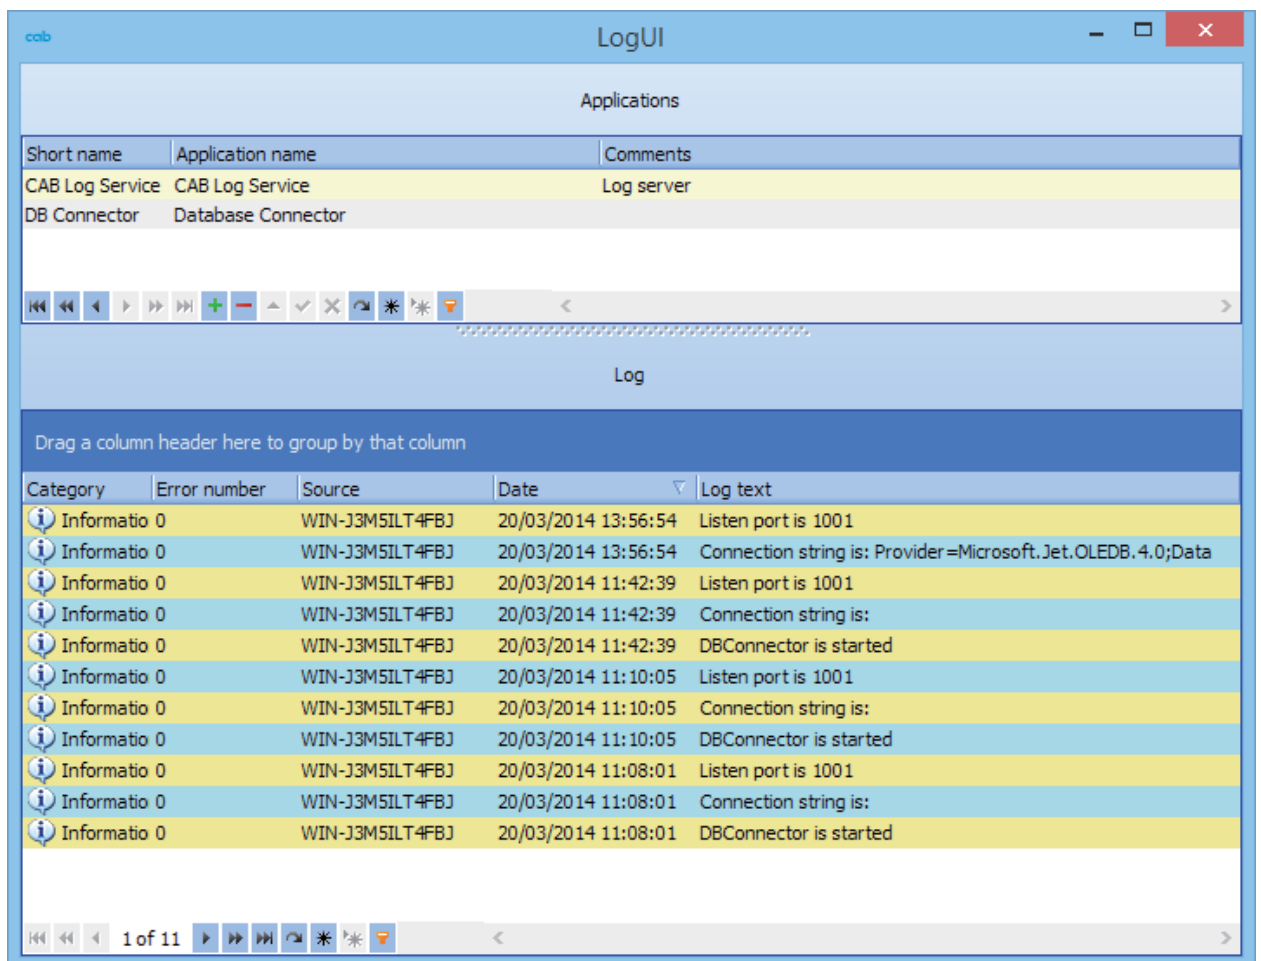 cab LogUI
Applications
Short name Application name Comments
CAB Log Service CAB Log Service Log server
DB Connector Database Connector
Log
Drag a column header here to group by that column
Category Error number Source Date Log text
Informatio 0 WIN-J3M5ILT4FBJ 20/03/2014 13:56:54 Listen port is 1001
Informatio 0 WIN-J3M5ILT4FBJ 20/03/2014 13:56:54 Connection string is: Provider=Microsoft.Jet.OLEDB.4.0;Data
Informatio 0 WIN-J3M5ILT4FBJ 20/03/2014 11:42:39 Listen port is 1001
Informatio 0 WIN-J3M5ILT4FBJ 20/03/2014 11:42:39 Connection string is:
Informatio 0 WIN-J3M5ILT4FBJ 20/03/2014 11:42:39 DBConnector is started
Informatio 0 WIN-J3M5ILT4FBJ 20/03/2014 11:10:05 Listen port is 1001
Informatio 0 WIN-J3M5ILT4FBJ 20/03/2014 11:10:05 Connection string is:
Informatio 0 WIN-J3M5ILT4FBJ 20/03/2014 11:10:05 DBConnector is started
Informatio 0 WIN-J3M5ILT4FBJ 20/03/2014 11:08:01 Listen port is 1001
Informatio 0 WIN-J3M5ILT4FBJ 20/03/2014 11:08:01 Connection string is:
Informatio 0 WIN-J3M5ILT4FBJ 20/03/2014 11:08:01 DBConnector is started
1 of 11